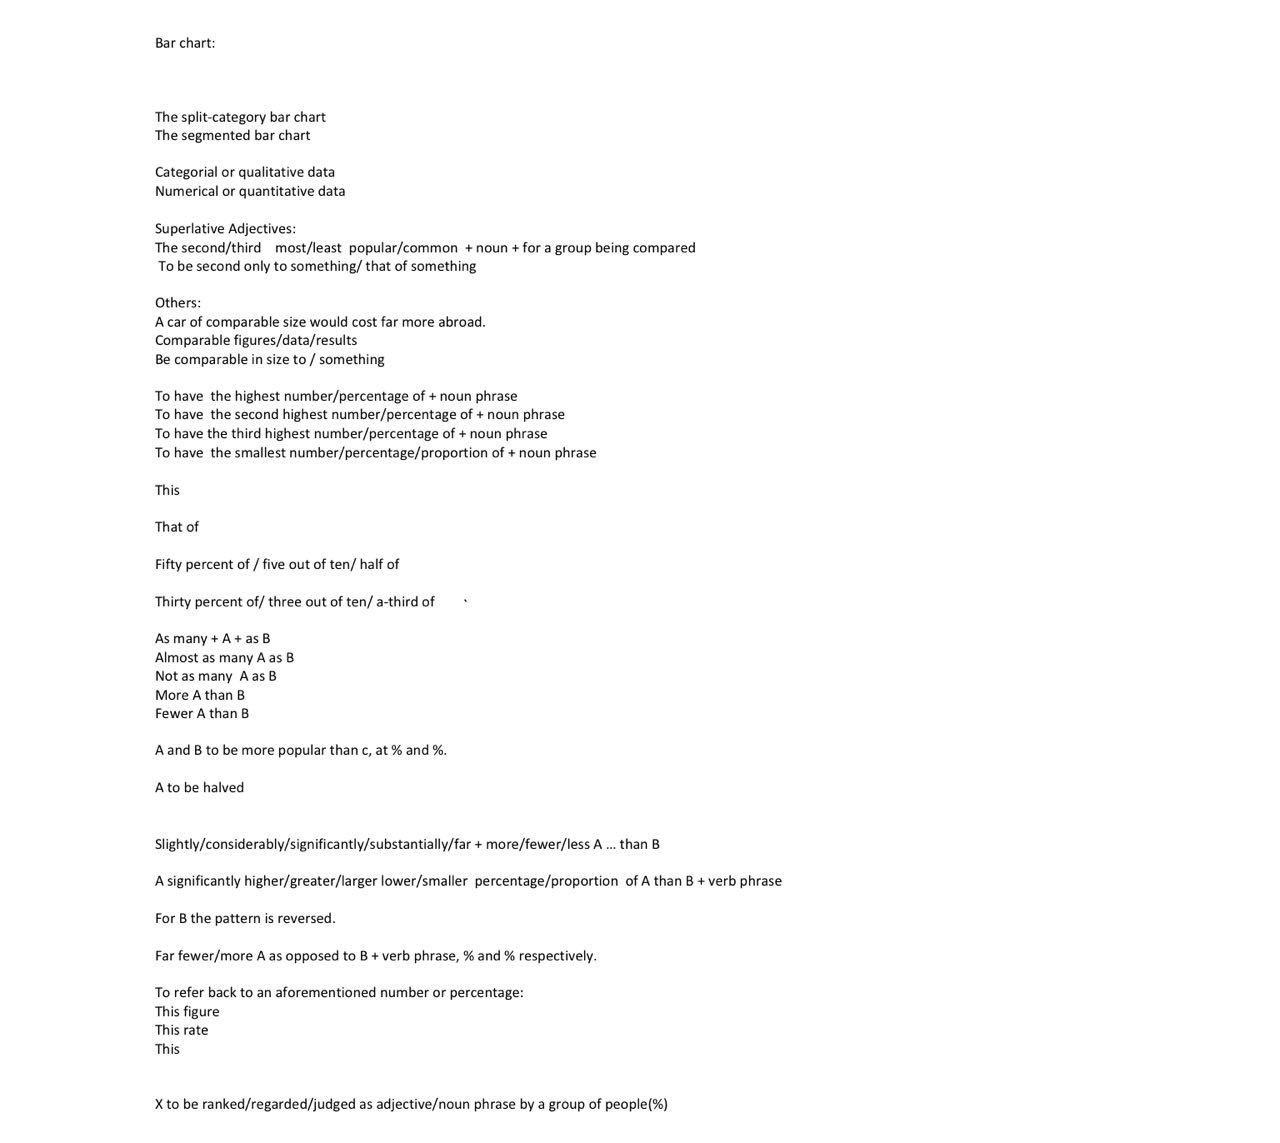 Bar chart:
The split-category bar chart
The segmented bar chart
Categorial or qualitative data
Numerical or quantitative data
Superlative Adjectives:
The second/third    most/least  popular/common  + noun + for a group being compared
To be second only to something/ that of something
Others:
A car of comparable size would cost far more abroad.
Comparable figures/data/results
Be comparable in size to / something
To have  the highest number/percentage of + noun phrase
To have  the second highest number/percentage of + noun phrase
To have the third highest number/percentage of + noun phrase
To have  the smallest number/percentage/proportion of + noun phrase
This
That of
Fifty percent of / five out of ten/ half of
Thirty percent of/ three out of ten/ a-third of        `
As many + A + as B
Almost as many A as B
Not as many  A as B
More A than B
Fewer A than B
A and B to be more popular than c, at % and %.
A to be halved
Slightly/considerably/significantly/substantially/far + more/fewer/less A ... than B
A significantly higher/greater/larger lower/smaller  percentage/proportion  of A than B + verb phrase
For B the pattern is reversed.
Far fewer/more A as opposed to B + verb phrase, % and % respectively.
To refer back to an aforementioned number or percentage:
This figure
This rate
This
X to be ranked/regarded/judged as adjective/noun phrase by a group of people(%)